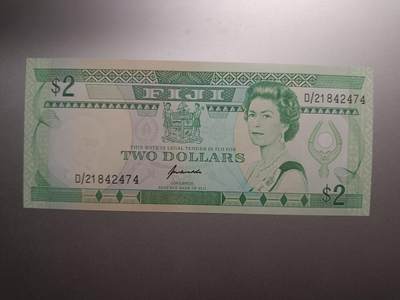 FIJI
$2
D/21842474
THIS NOTE IS LEGAL TENDER IN FIJI FOR
TWO DOLLARS
D/21842474
GOVERNOR
RESERVE BANK OF FIJI
$2